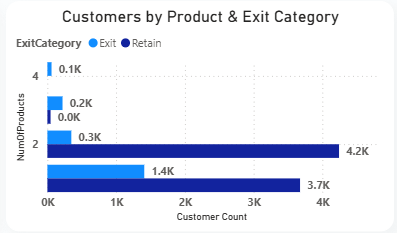 Customers by Product & Exit Category
ExitCategory Exit Retain
4 0.1K
0.2K
0.0K
0.3K
2 4.2K
1.4K
3.7K
0K 1K 2K 3K 4K
Customer Count
NumOfProducts